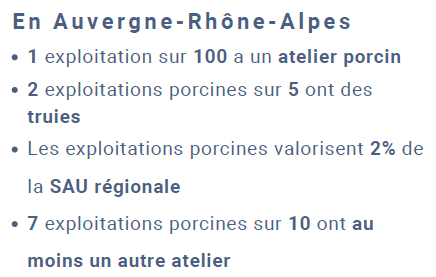 En Auvergne-Rhône-Alpes
• 1 exploitation sur 100 a un atelier porcin
• 2 exploitations porcines sur 5 ont des
truies
• Les exploitations porcines valorisent 2% de
la SAU régionale
• 7 exploitations porcines sur 10 ont au
moins un autre atelier